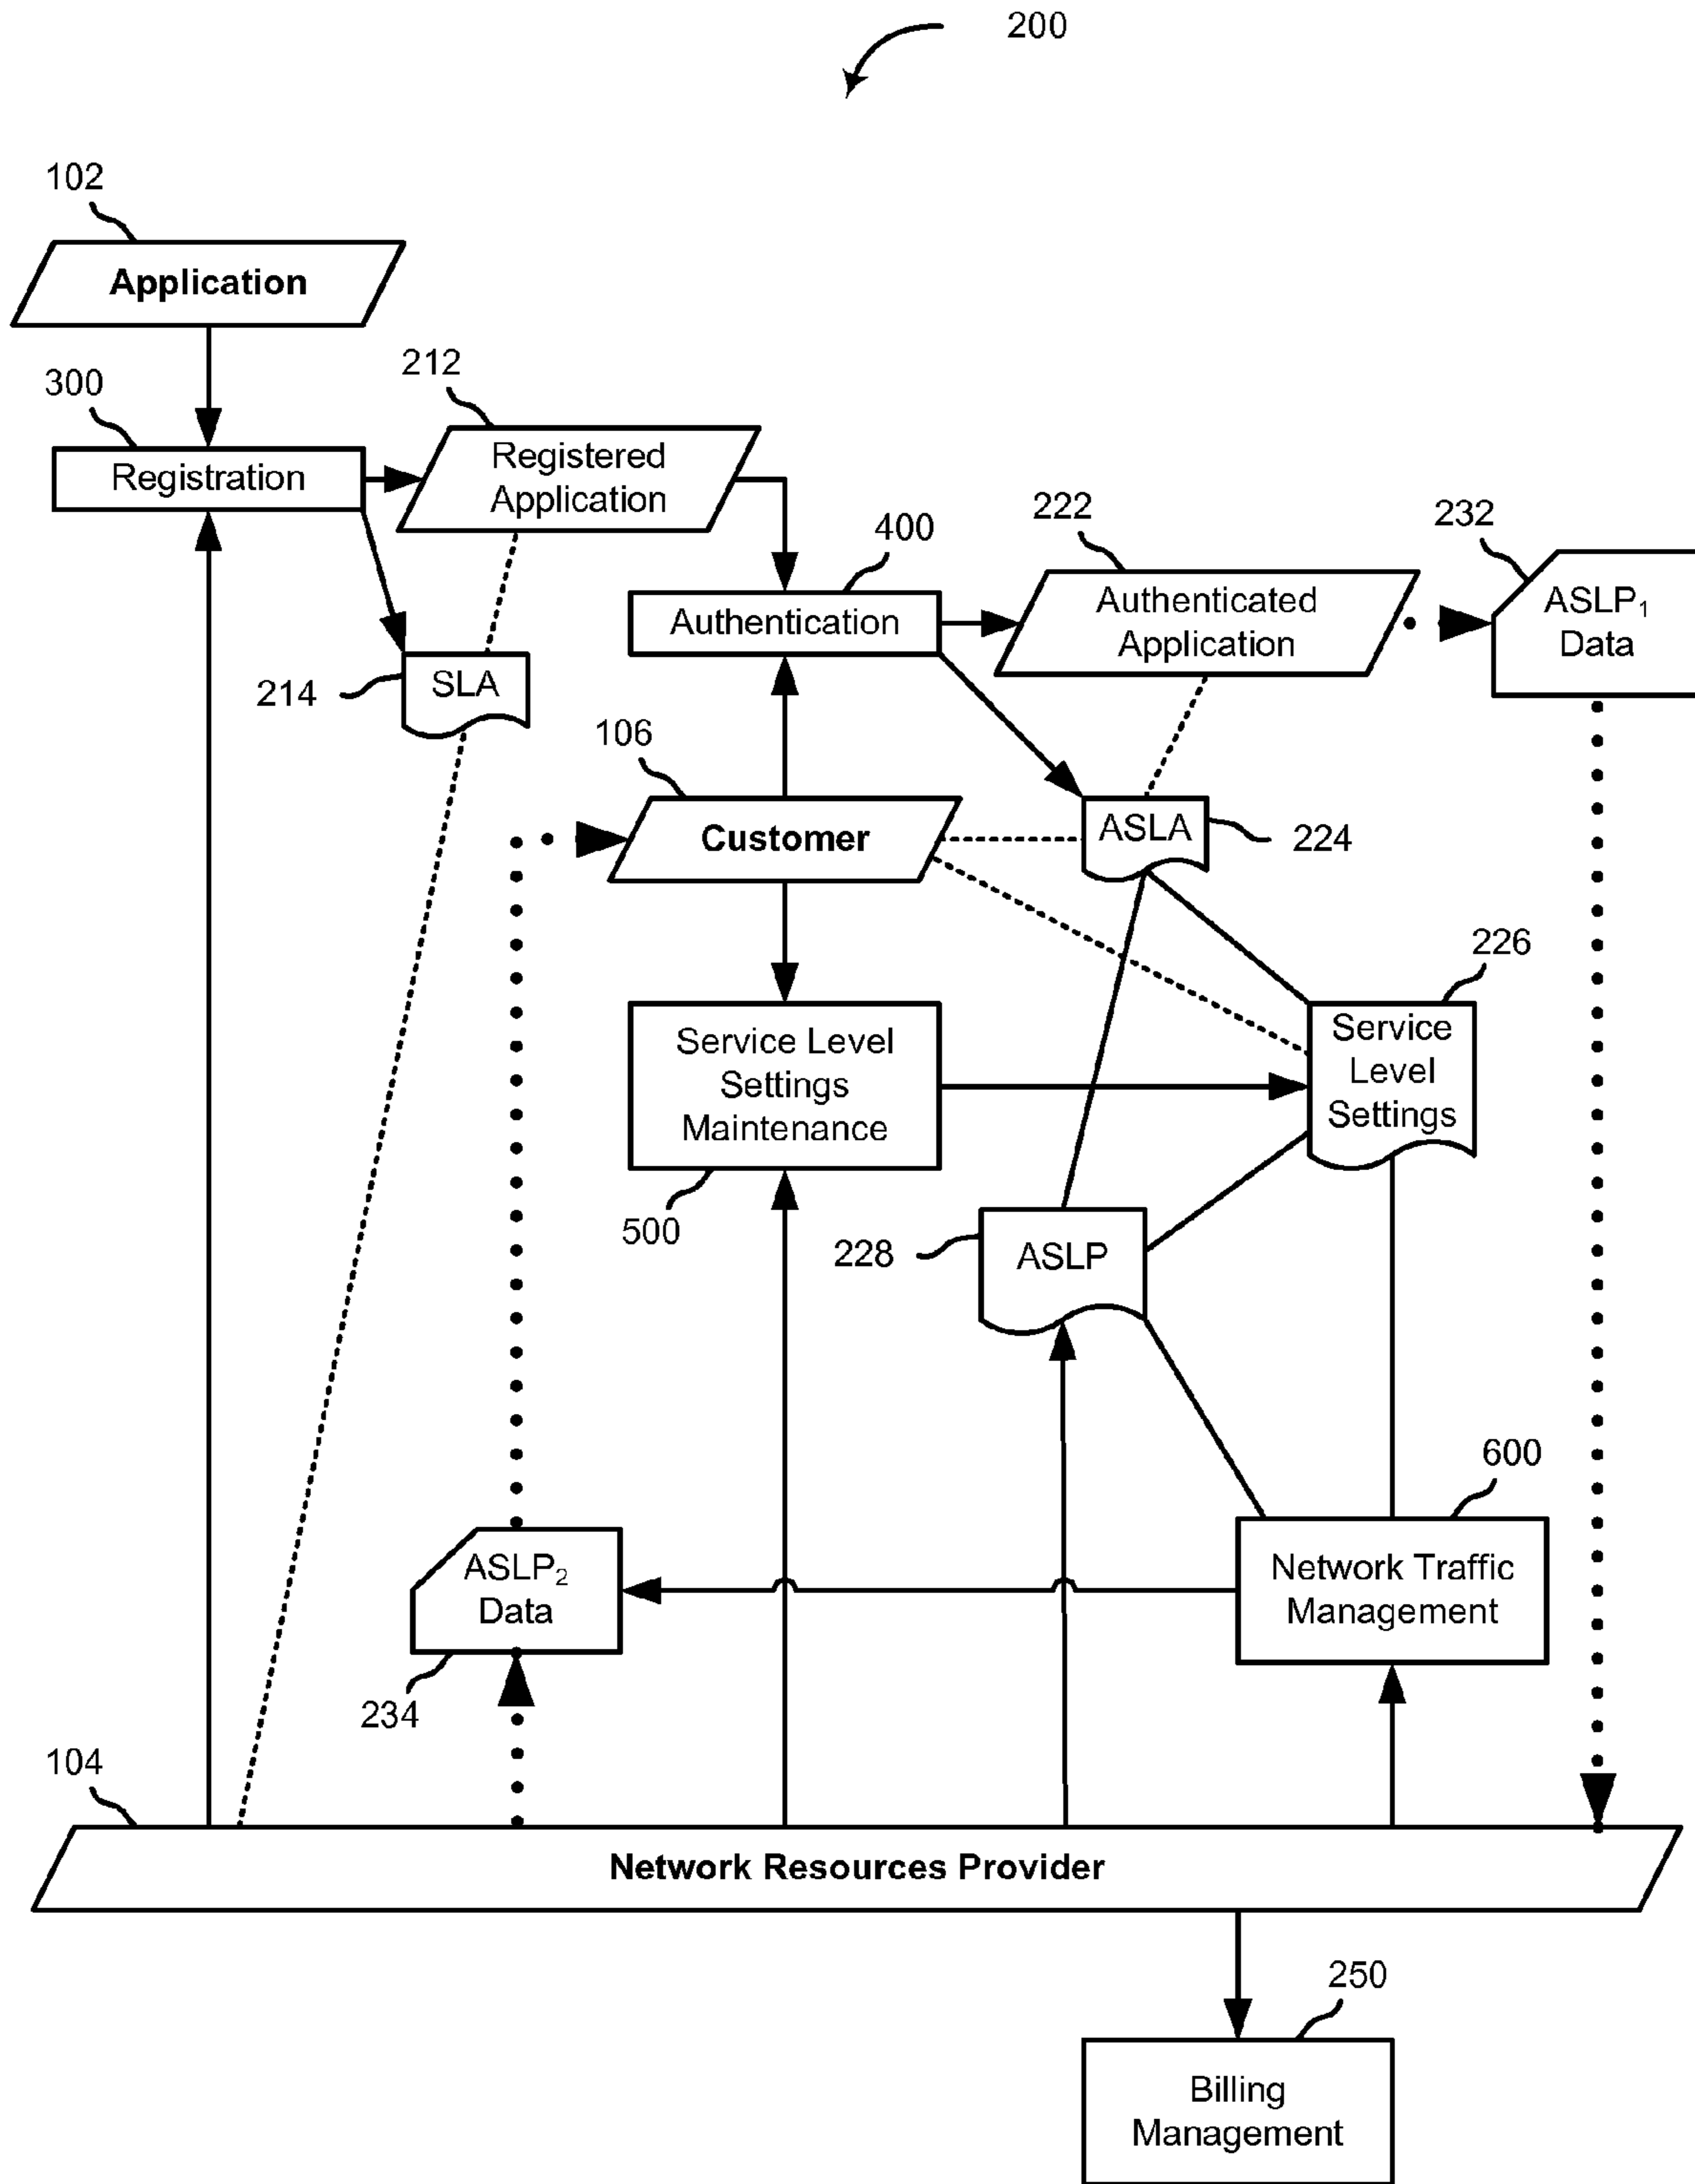 200
102
Application
300
Registration
212
Registered
Application
214
SLA
400
Authentication
222
Authenticated
Application
232
ASLP₁
Data
106
Customer
ASLA
224
226
Service
Level
Settings
Service Level
Settings
Maintenance
500
228
ASLP
600
Network Traffic
Management
ASLP₂
Data
234
104
Network Resources Provider
250
Billing
Management